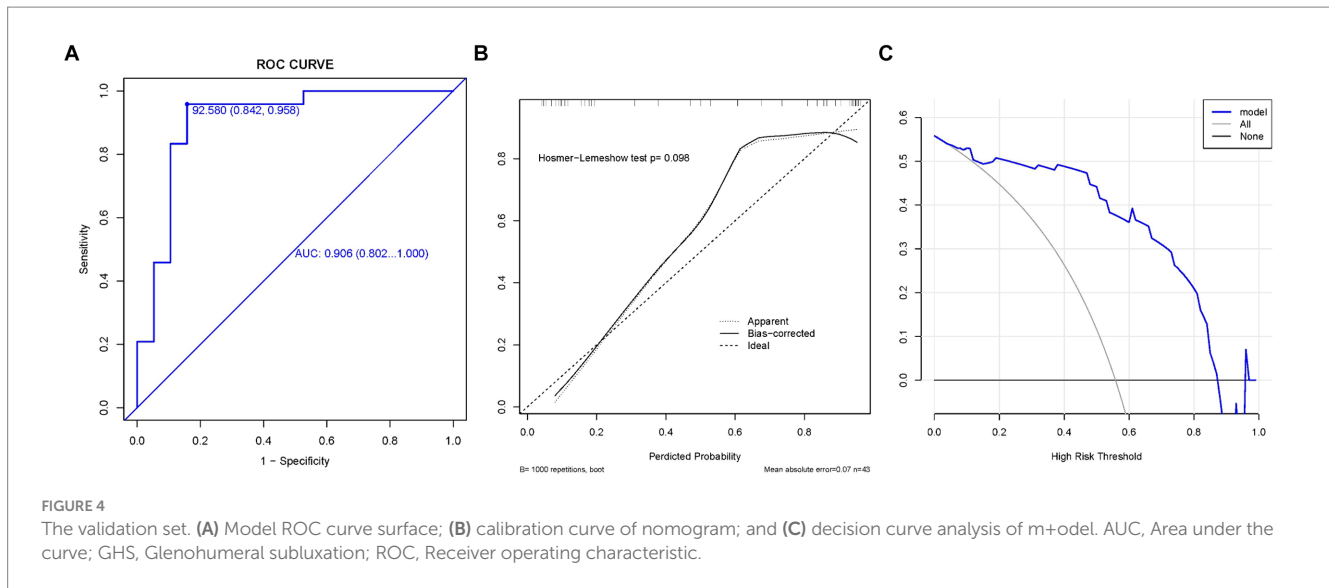 A
ROC CURVE
92.580 (0.842, 0.958)
AUC: 0.906 (0.802...1.000)
Sensitivity
0.0
0.2
0.4
0.6
0.8
1.0
0.0 0.2 0.4 0.6 0.8 1.0
1 − Specificity
B
Hosmer−Lemeshow test p= 0.098
Apparent
Bias−corrected
Ideal
0.0
0.2
0.4
0.6
0.8
0.0 0.2 0.4 0.6 0.8
Perdicted Probability
B= 1000 repetitions, boot
Mean absolute error=0.07 n=43
C
model
All
None
0.6
0.5
0.4
0.3
0.2
0.1
0.0
0.0 0.2 0.4 0.6 0.8 1.0
High Risk Threshold
FIGURE 4
The validation set. (A) Model ROC curve surface; (B) calibration curve of nomogram; and (C) decision curve analysis of m+odel. AUC, Area under the
curve; GHS, Glenohumeral subluxation; ROC, Receiver operating characteristic.